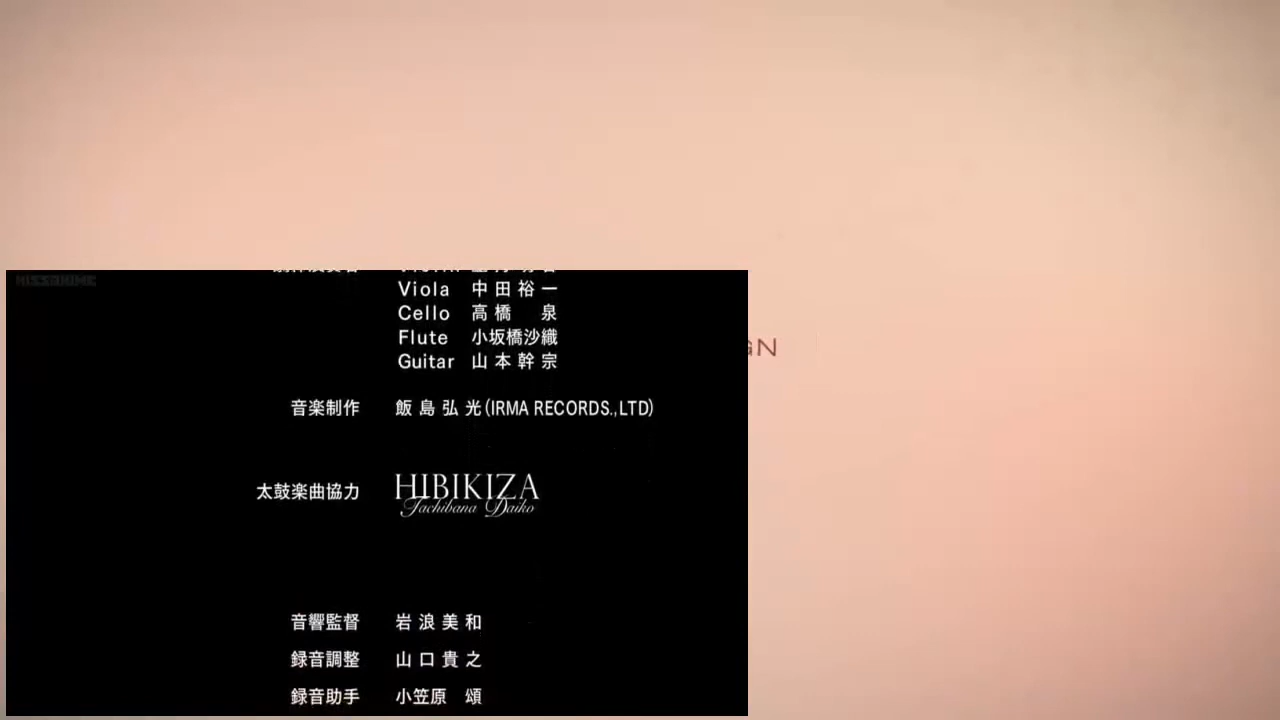 Viola 中田裕一
Cello 高橋 泉
Flute 小坂橋沙織
Guitar 山本幹宗
音楽制作 飯島弘光(IRMA RECORDS.,LTD)
太鼓楽曲協力 HIBIKIZA
Tachibana Daiko
音響監督 岩浪美和
録音調整 山口貴之
録音助手 小笠原 頌